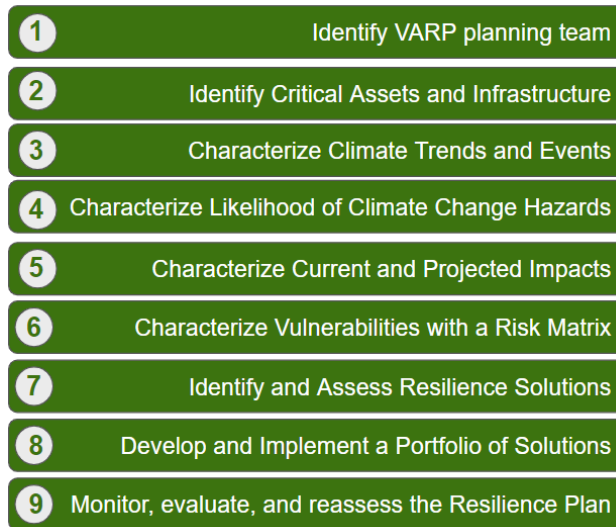 1 Identify VARP planning team
2 Identify Critical Assets and Infrastructure
3 Characterize Climate Trends and Events
4 Characterize Likelihood of Climate Change Hazards
5 Characterize Current and Projected Impacts
6 Characterize Vulnerabilities with a Risk Matrix
7 Identify and Assess Resilience Solutions
8 Develop and Implement a Portfolio of Solutions
9 Monitor, evaluate, and reassess the Resilience Plan